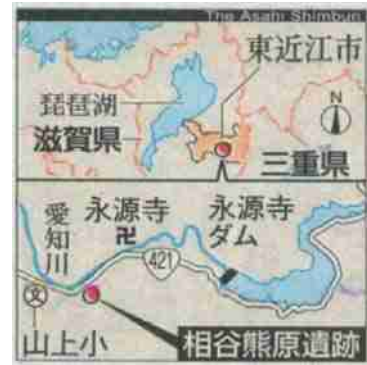 The Asahi Shimbun
東近江市
琵琶湖
滋賀県
N
三重県
愛知川
永源寺
卍
永源寺
ダム
421
文
山上小
相谷熊原遺跡